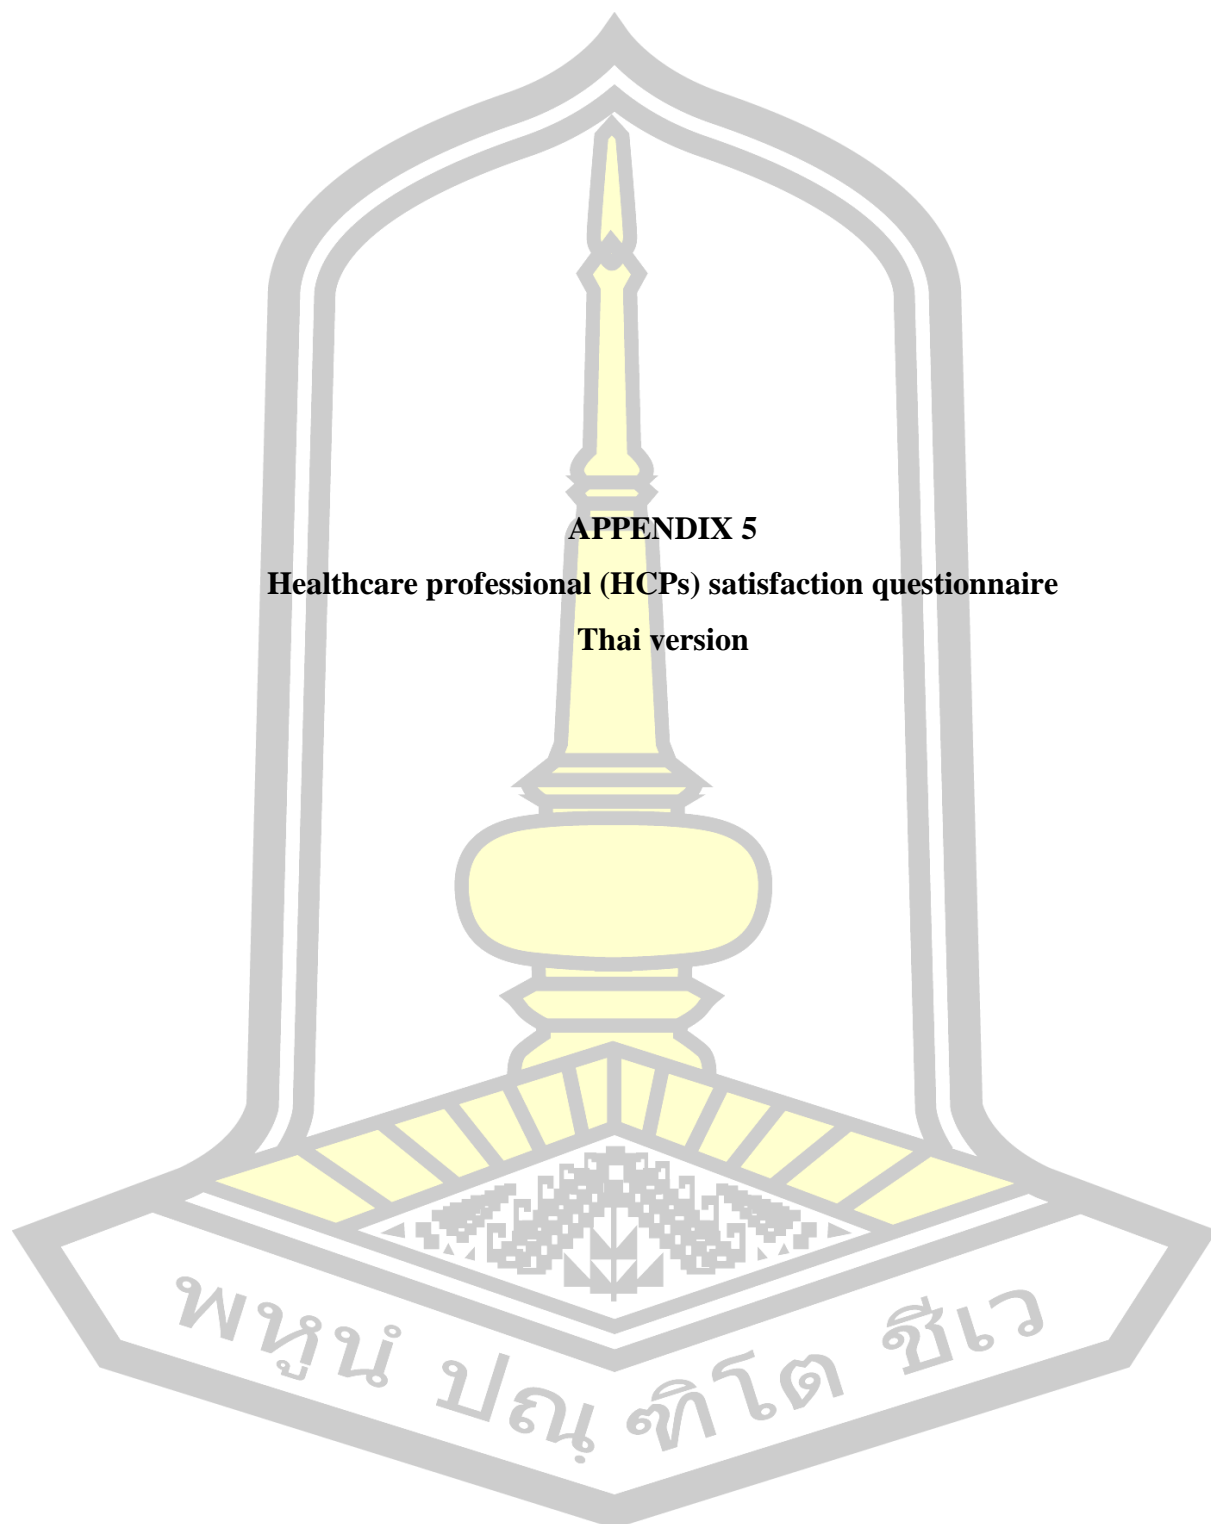 APPENDIX 5
Healthcare professional (HCPs) satisfaction questionnaire
Thai version
พหูนํ ปณฺฑิโต ชีเว